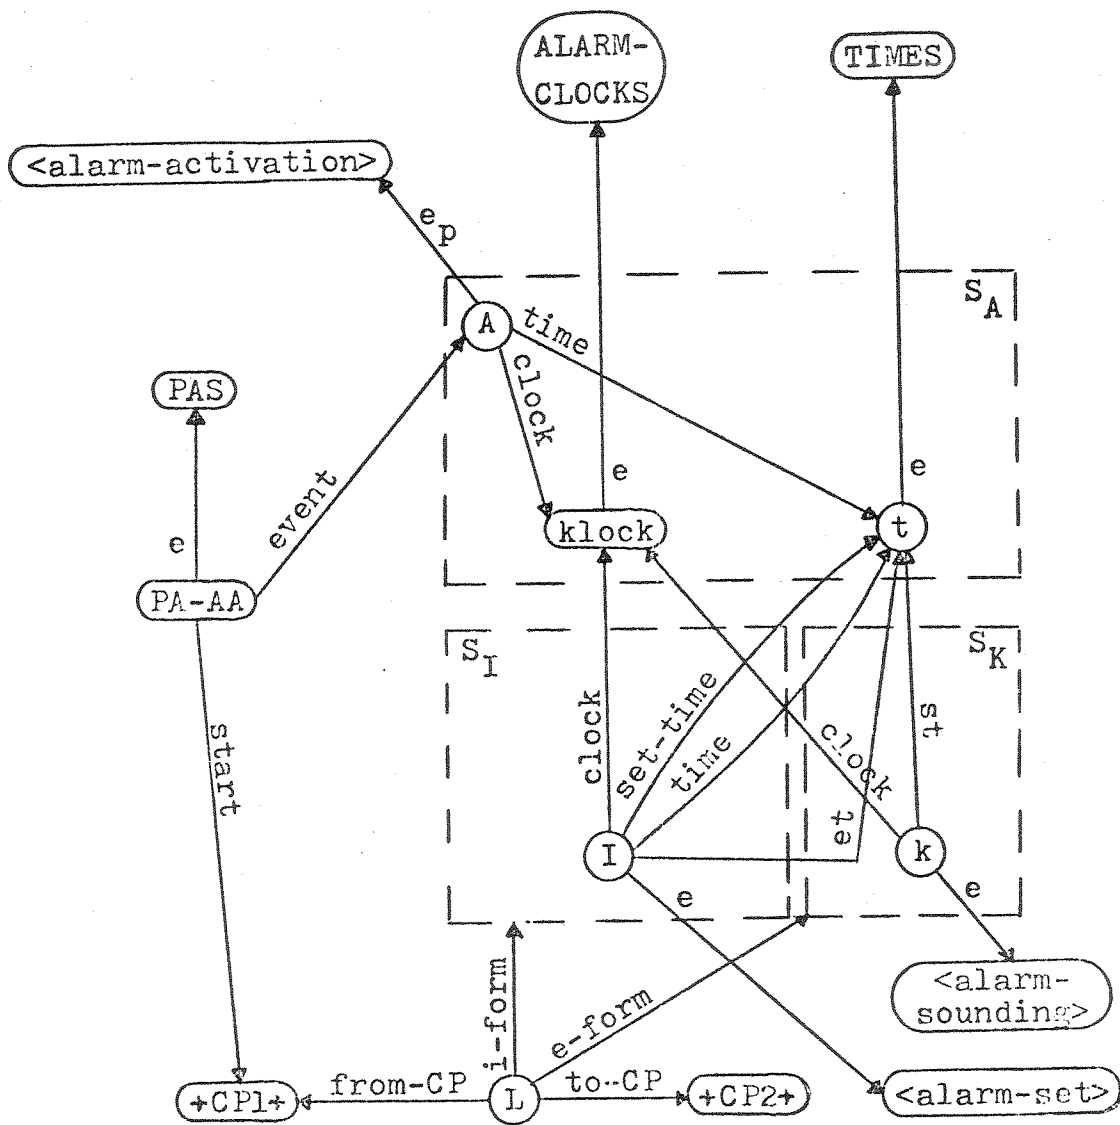 ALARM-
CLOCKS
TIMES
<alarm-activation>
e
p
S
A
A
time
clock
PAS
e
e
event
e
klock
t
PA-AA
S
I
S
K
start
clock
set-time
time
clock
st
et
I
k
e
e
<alarm-
sounding>
i-form
e-form
+CP1+
from-CP
L
to-CP
+CP2+
<alarm-set>